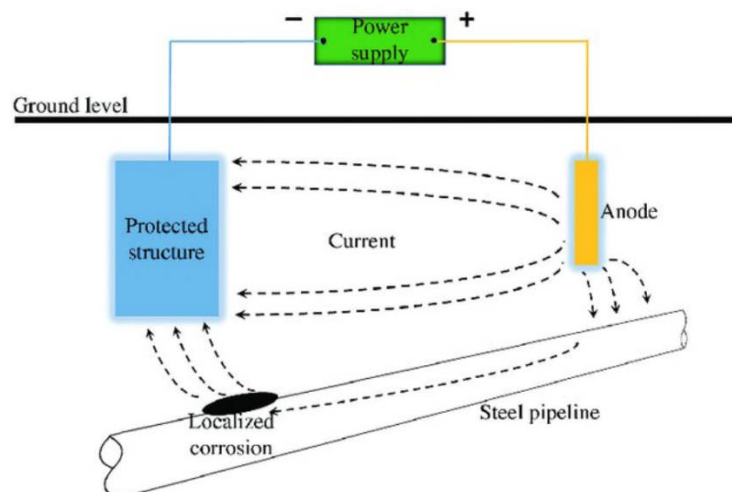 − Power +
supply
Ground level
Protected
structure
Anode
Current
Steel pipeline
Localized
corrosion